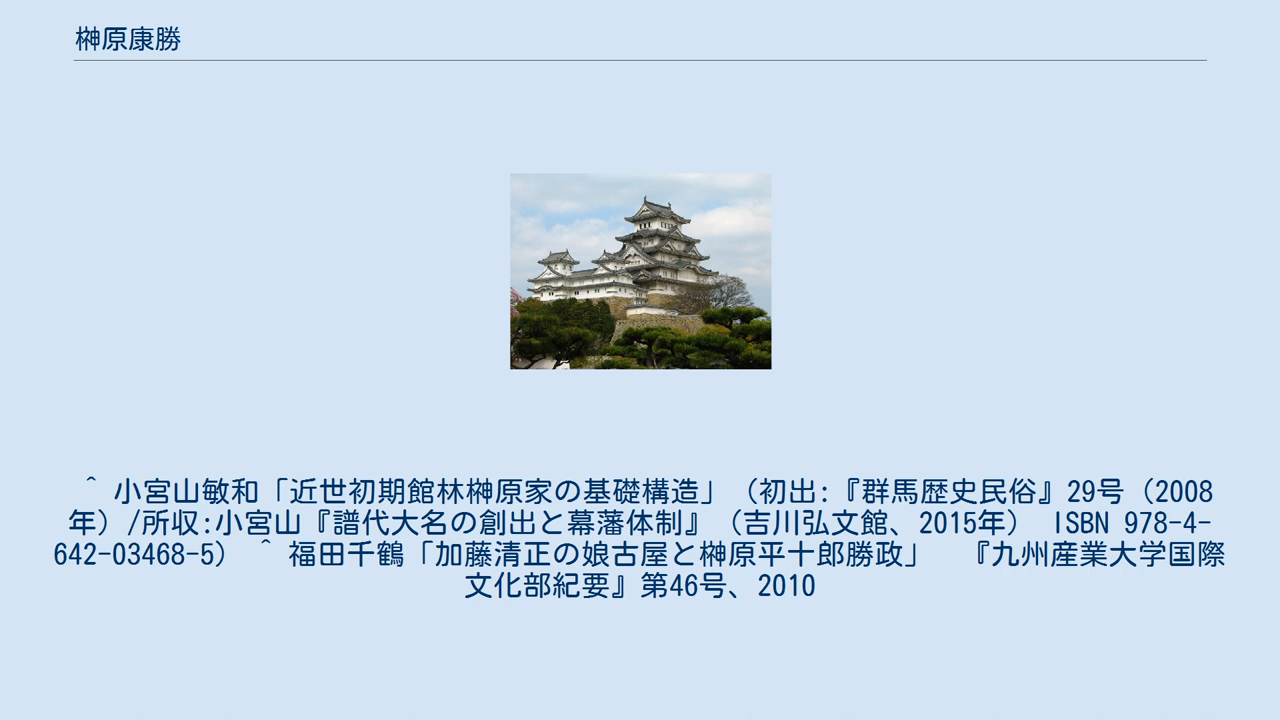 榊原康勝
^ 小宮山敏和「近世初期館林榊原家の基礎構造」（初出:『群馬歴史民俗』29号（2008
年）/所収:小宮山『譜代大名の創出と幕藩体制』（吉川弘文館、2015年） ISBN 978-4-
642-03468-5） ^ 福田千鶴「加藤清正の娘古屋と榊原平十郎勝政」　『九州産業大学国際
文化部紀要』第46号、2010